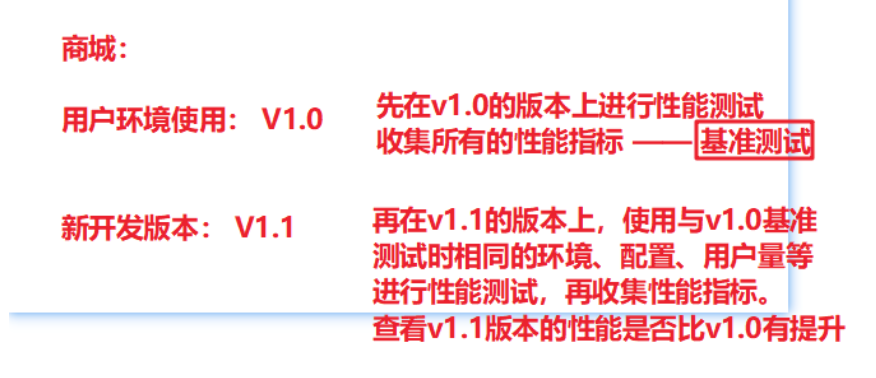 商城：
用户环境使用： V1.0
先在v1.0的版本上进行性能测试
收集所有的性能指标 —— 基准测试
新开发版本： V1.1
再在v1.1的版本上，使用与v1.0基准
测试时相同的环境、配置、用户量等
进行性能测试，再收集性能指标。
查看v1.1版本的性能是否比v1.0有提升